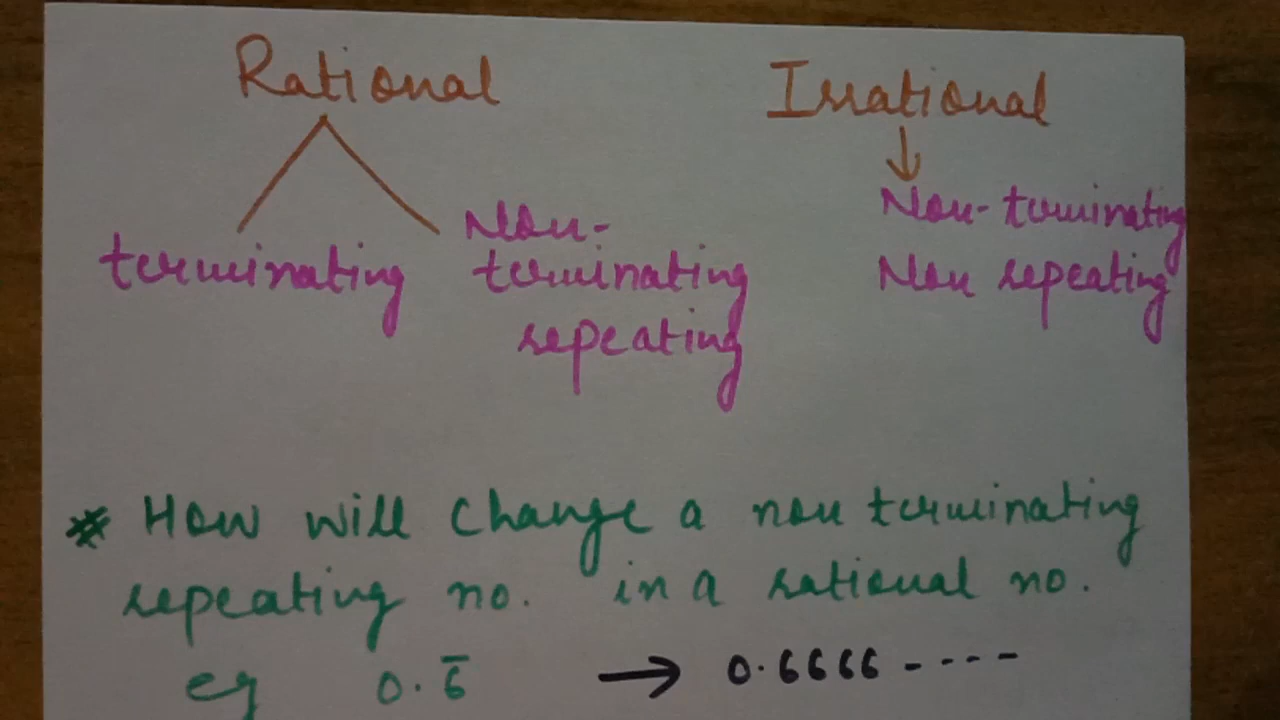 Rational
Irrational
terminating
Non-
terminating
repeating
Non-terminating
Non repeating
* How will change a non terminating
repeating no. in a rational no.
eg 0.6̅ → 0.6666 -----